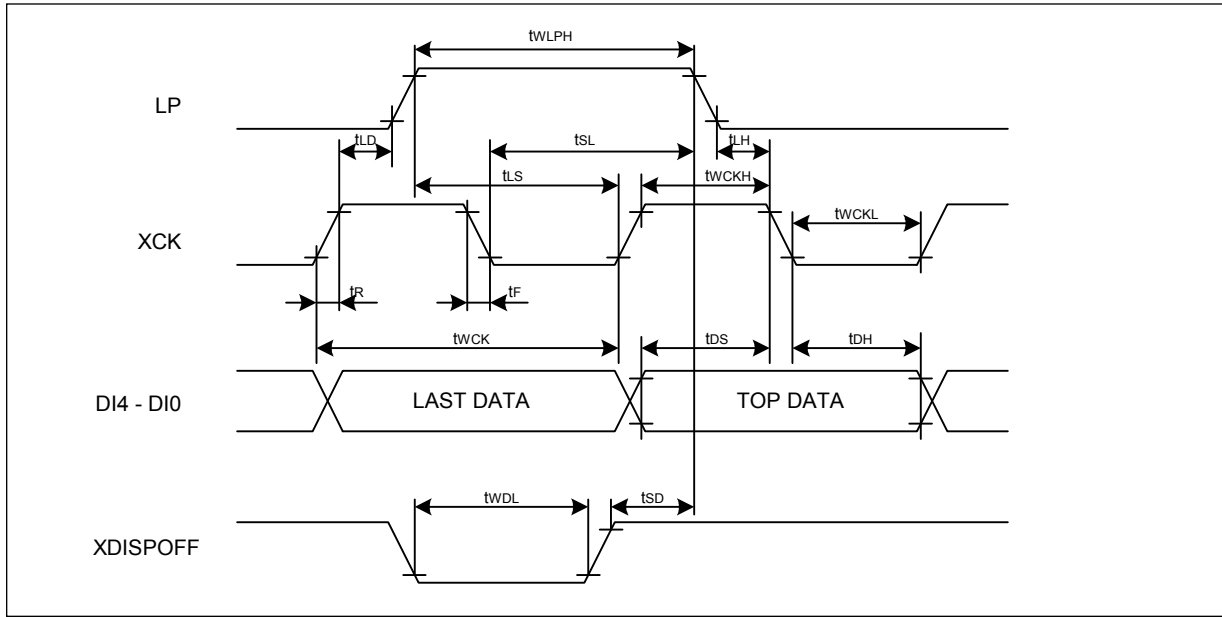 tWLPH
LP
tLD
tSL
tLH
tLS
tWCKH
tWCKL
XCK
tR
tF
tWCK
tDS
tDH
DI4 - DI0
LAST DATA
TOP DATA
tWDL
tSD
XDISPOFF